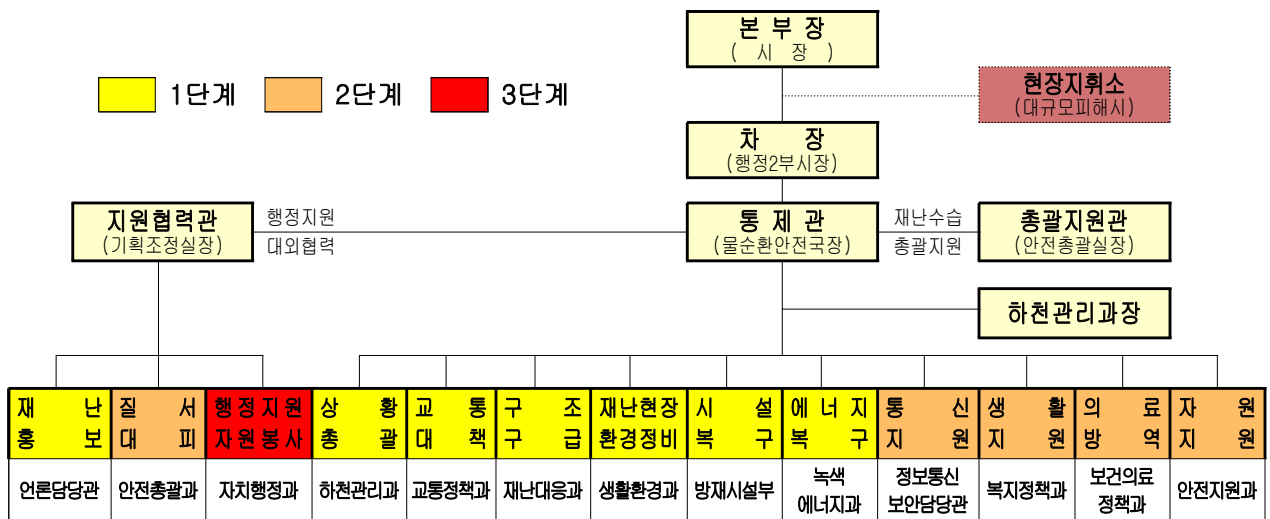 본 부 장
( 시 장 )
1단계
2단계
3단계
현장지휘소
(대규모피해시)
차 장
(행정2부시장)
지원협력관
(기획조정실장)
행정지원
대외협력
통 제 관
(물순환안전국장)
재난수습
총괄지원
총괄지원관
(안전총괄실장)
하천관리과장
재 난
홍 보
질 서
대 피
행정지원
자원봉사
상 황
총 괄
교 통
대 책
구 조
구 급
재난현장
환경정비
시 설
복 구
에 너 지
복 구
통 신
지 원
생 활
지 원
의 료
방 역
자 원
지 원
언론담당관
안전총괄과
자치행정과
하천관리과
교통정책과
재난대응과
생활환경과
방재시설부
녹색
에너지과
정보통신
보안담당관
복지정책과
보건의료
정책과
안전지원과